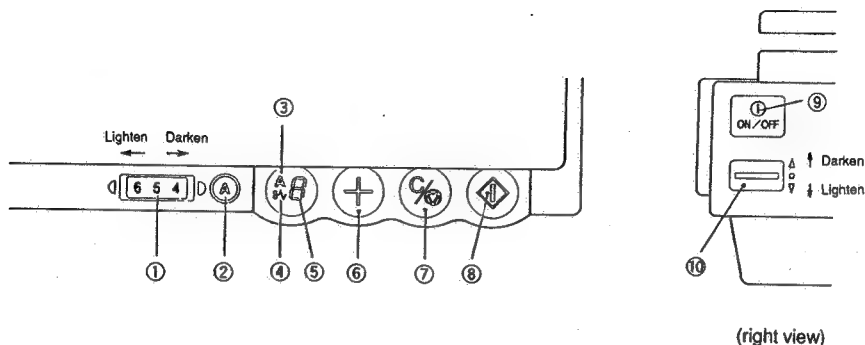 ③
⑨
ON/OFF
Lighten Darken
A
Darken
6 5 4
A
8
C/
Lighten
① ② ④ ⑤ ⑥ ⑦ ⑧
⑩
(right view)